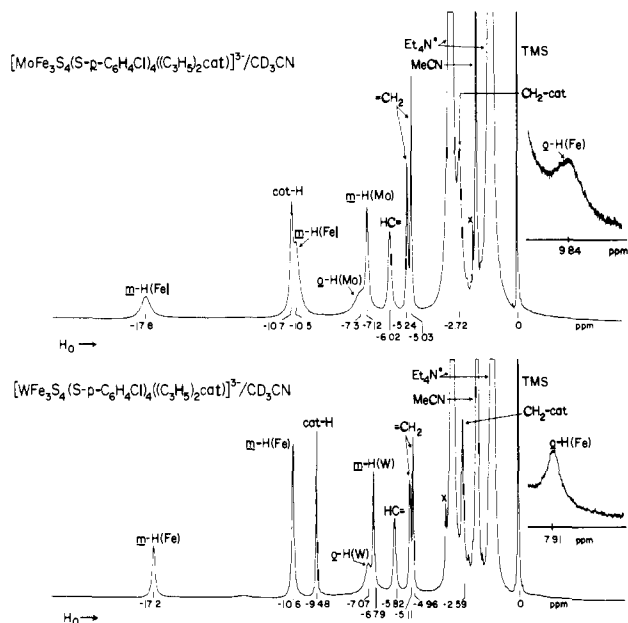 [MoFe₃S₄(S-p-C₆H₄Cl)₄((C₃H₅)₂cat)]³⁻/CD₃CN
Et₄N⁺
MeCN
TMS
CH₂-cat
=CH₂
o-H(Fe)
cat-H
m-H(Fe)
m-H(Mo)
HC=
x
o-H(Mo)
m-H(Fe)
9.84 ppm
-17.6 -10.7 -10.5 -7.3 -7.12 -6.02 -5.24 -5.03 -2.72 0 ppm
H₀ →
[WFe₃S₄(S-p-C₆H₄Cl)₄((C₃H₅)₂cat)]³⁻/CD₃CN
Et₄N⁺
MeCN
TMS
CH₂-cat
cat-H
=CH₂
o-H(Fe)
m-H(Fe)
m-H(W)
x
HC=
m-H(Fe)
o-H(W)
7.91 ppm
-17.2 -10.6 -9.48 -7.07 -6.79 -5.82 -5.11 -4.96 -2.59 0 ppm
H₀ →